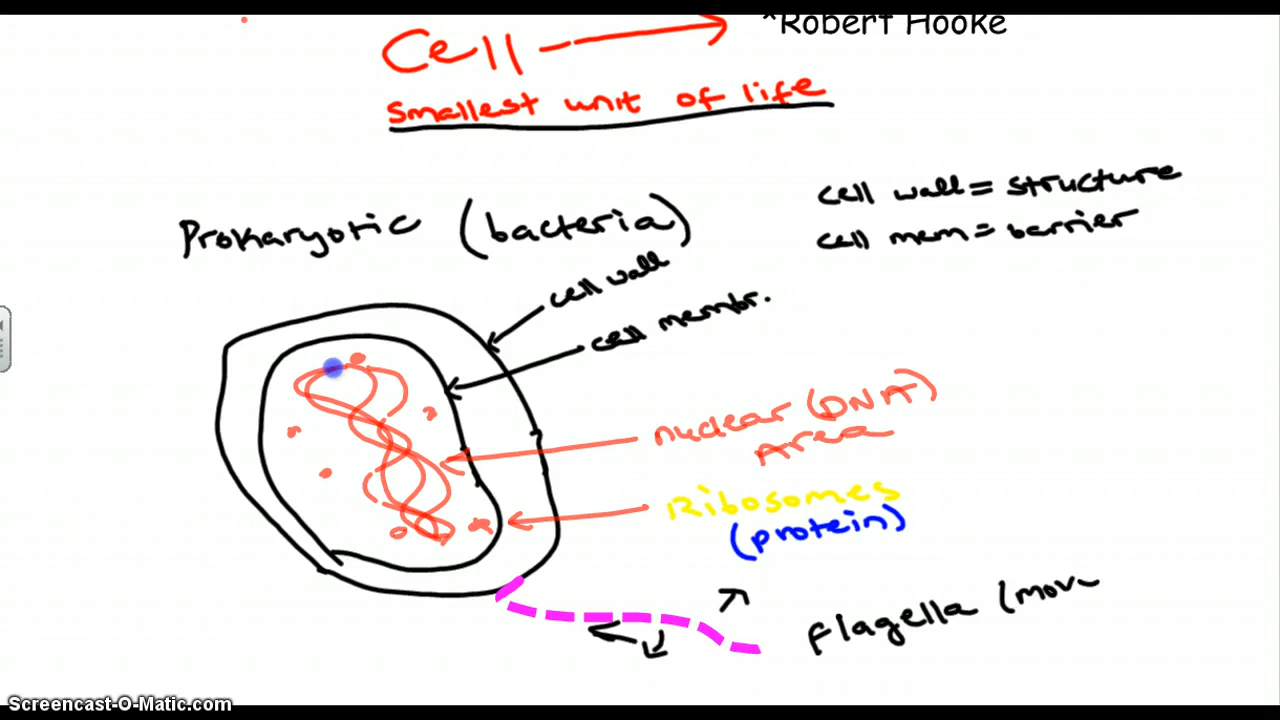 *Robert Hooke
Cell
smallest unit of life
cell wall = structure
cell mem = barrier
Prokaryotic (bacteria)
cell wall
cell membr.
nuclear (DNA)
Area
Ribosomes
(protein)
flagella (mov
Screencast-O-Matic.com